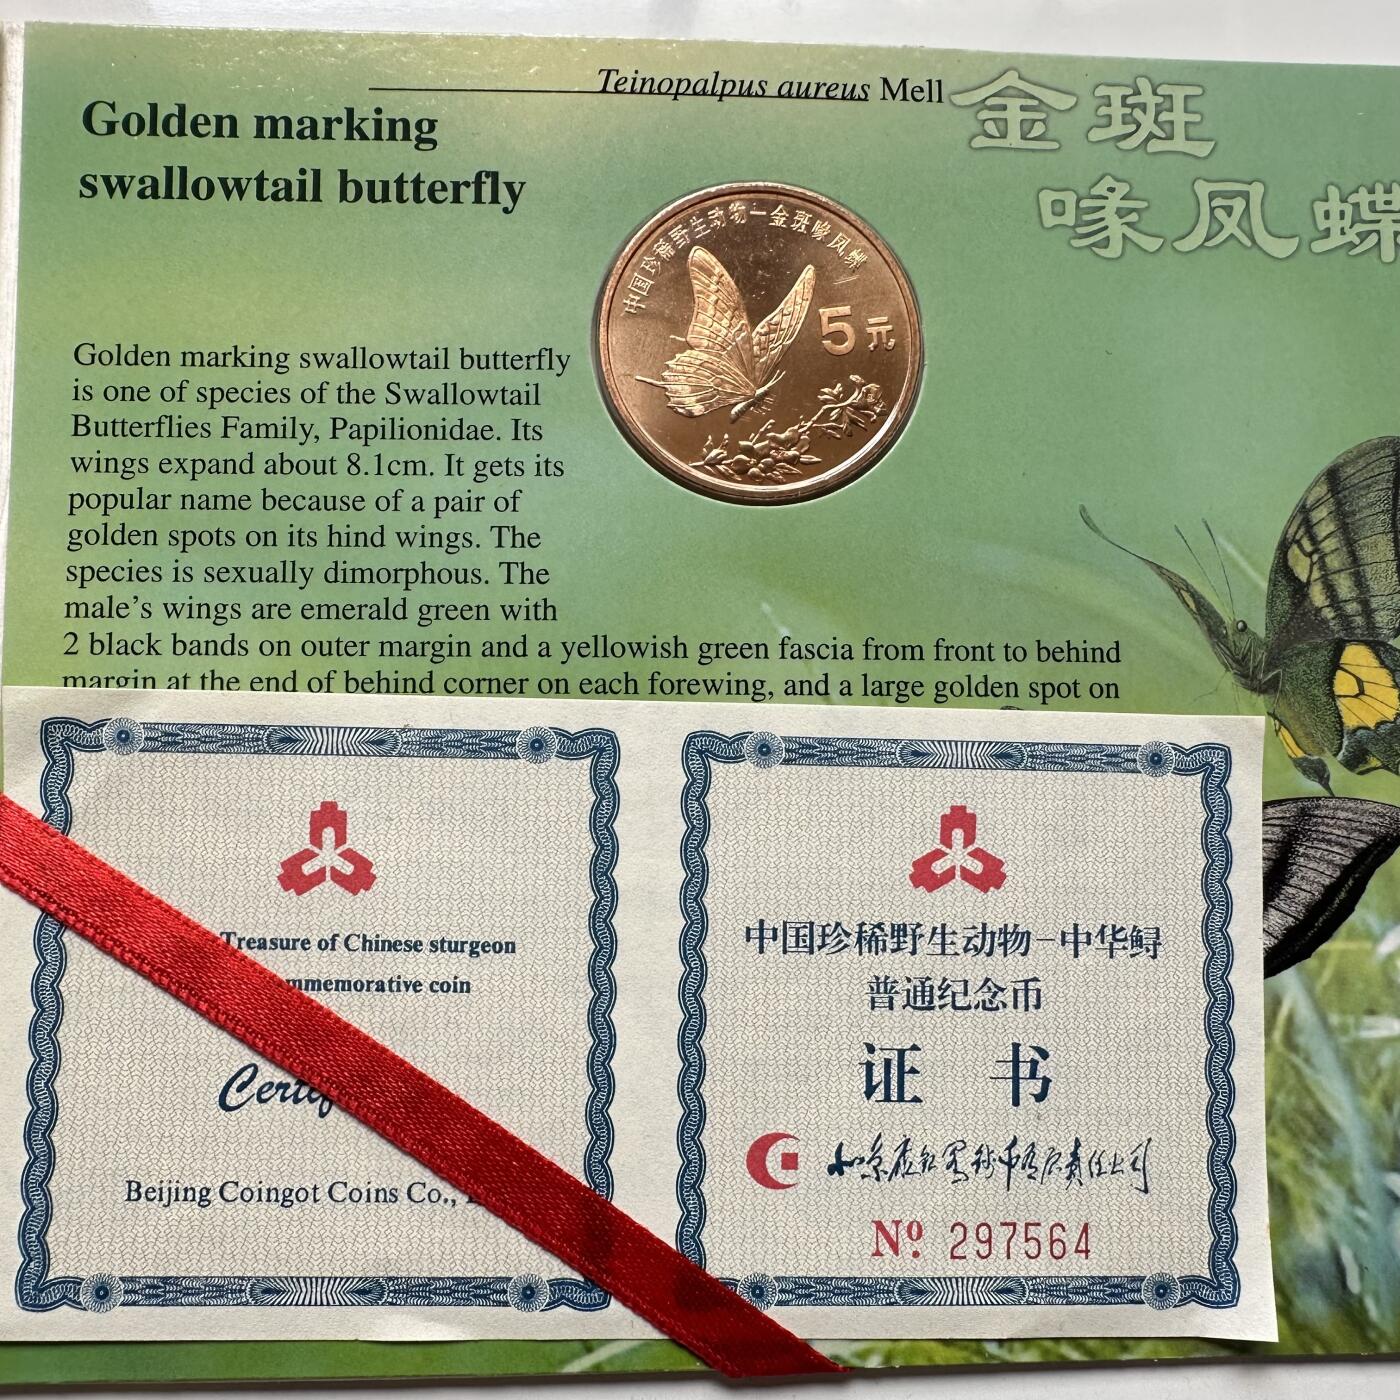 Teinopalpus aureus Mell
Golden marking
swallowtail butterfly
金斑
喙凤蝶
中国珍稀野生动物—金斑喙凤蝶
5元
Golden marking swallowtail butterfly
is one of species of the Swallowtail
Butterflies Family, Papilionidae. Its
wings expand about 8.1cm. It gets its
popular name because of a pair of
golden spots on its hind wings. The
species is sexually dimorphous. The
male's wings are emerald green with
2 black bands on outer margin and a yellowish green fascia from front to behind
margin at the end of behind corner on each forewing, and a large golden spot on
Treasure of Chinese sturgeon
coin
Beijing Coingot Coins Co.,
中国珍稀野生动物-中华鲟
普通纪念币
证书
Nº 297564